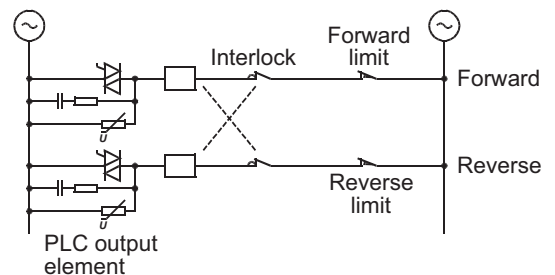 Interlock
Forward
limit
Forward
U
Reverse
Reverse
limit
U
PLC output
element